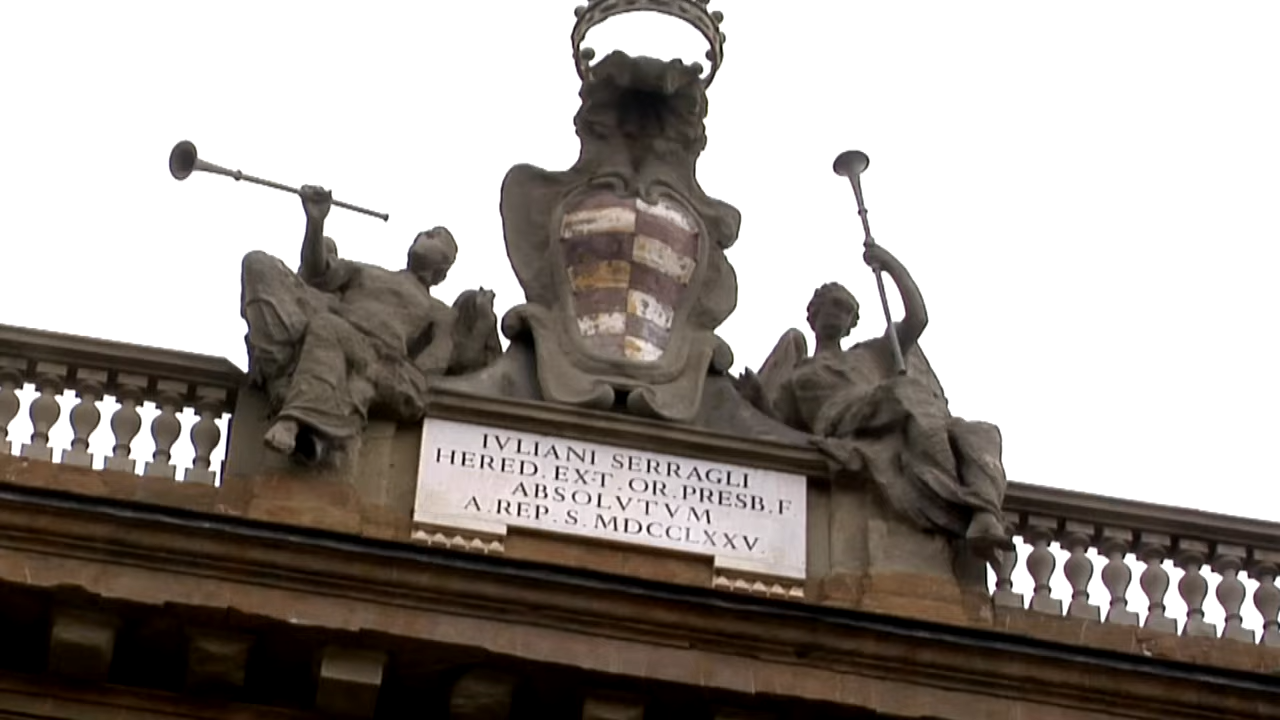 IVLIANI SERRAGLI
HERED. EXT. OR. PRESB. F.
ABSOLVTVM
A. REP. S. MDCCLXXV.